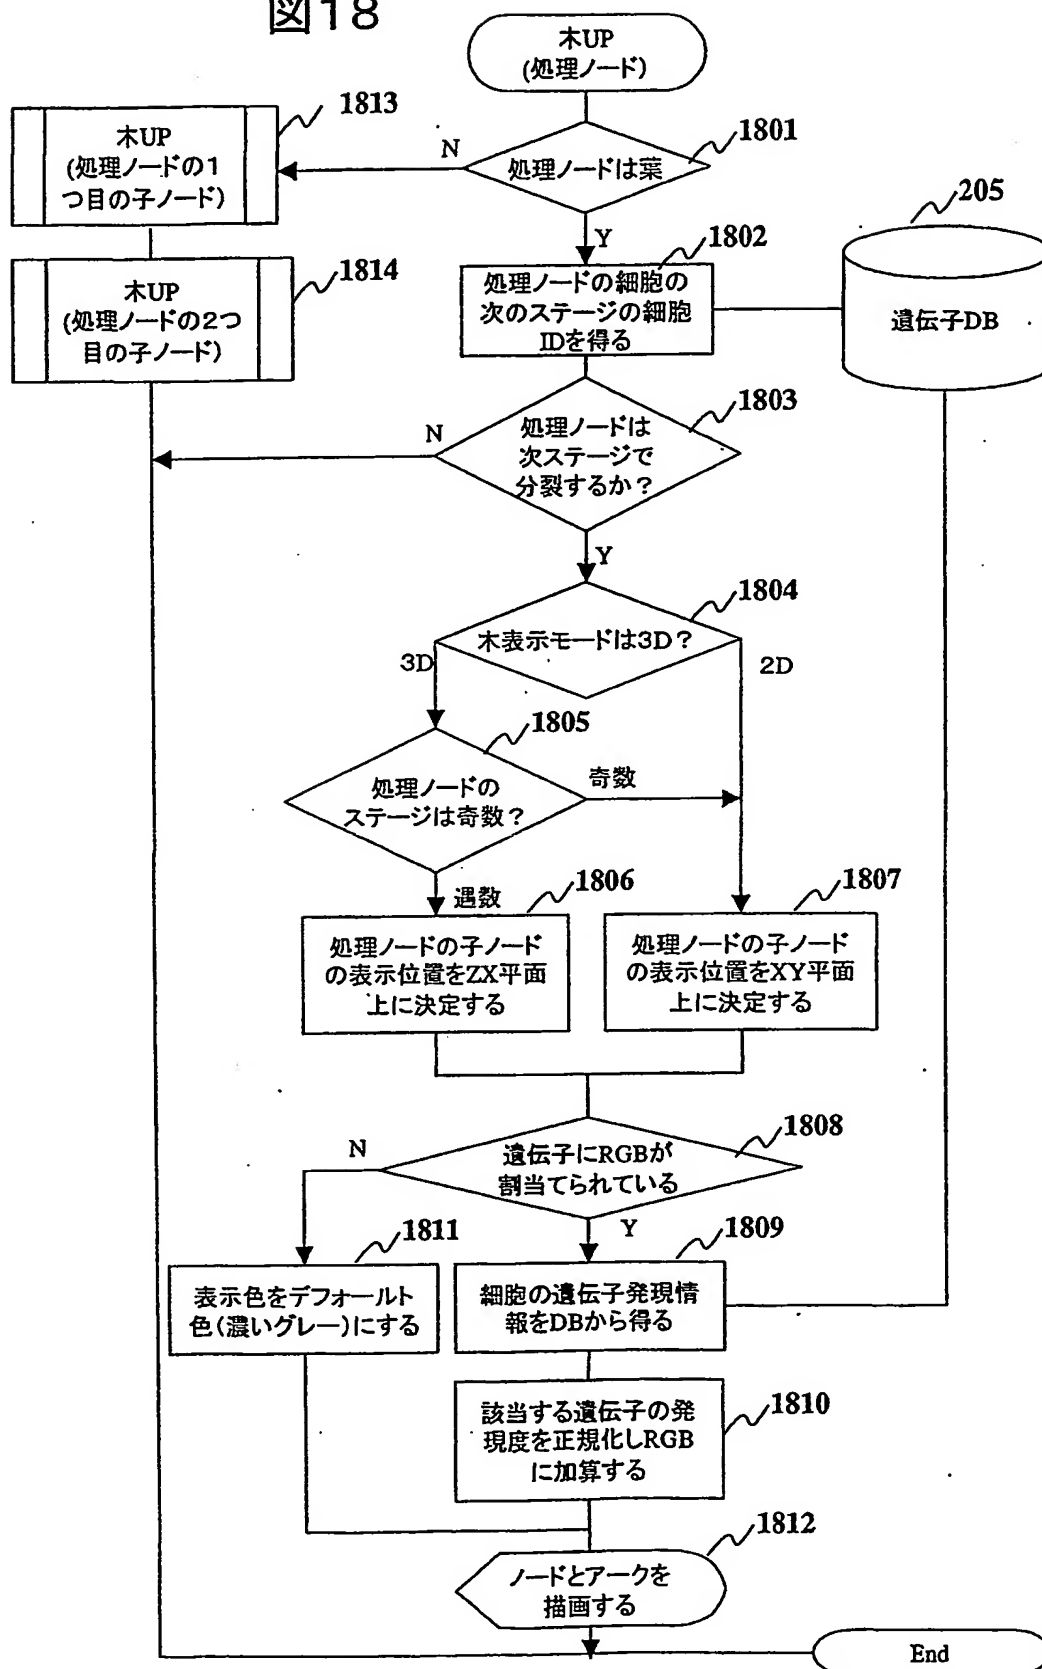 図18
木UP
(処理ノード)
1813
木UP
(処理ノードの1
つ目の子ノード)
N
処理ノードは葉
1801
Y
1802
205
1814
木UP
(処理ノードの2つ
目の子ノード)
処理ノードの細胞の
次のステージの細胞
IDを得る
遺伝子DB
1803
N
処理ノードは
次ステージで
分裂するか?
Y
1804
木表示モードは3D?
3D
2D
1805
処理ノードの
ステージは奇数?
奇数
遇数
1806
1807
処理ノードの子ノード
の表示位置をZX平面
上に決定する
処理ノードの子ノード
の表示位置をXY平面
上に決定する
1808
N
遺伝子にRGBが
割当てられている
Y
1811
1809
表示色をデフォールト
色(濃いグレー)にする
細胞の遺伝子発現情
報をDBから得る
1810
該当する遺伝子の発
現度を正規化しRGB
に加算する
1812
ノードとアークを
描画する
End